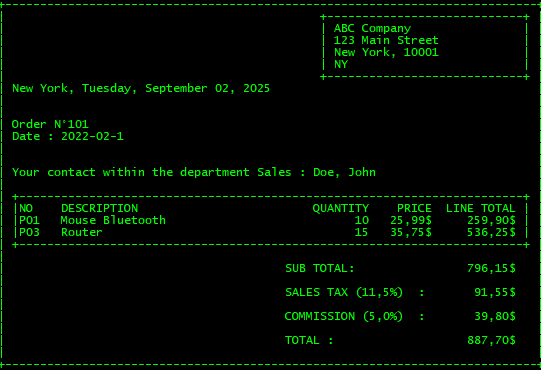 ABC Company
123 Main Street
New York, 10001
NY
New York, Tuesday, September 02, 2025
Order N°101
Date : 2022-02-1
Your contact within the department Sales : Doe, John
NO DESCRIPTION QUANTITY PRICE LINE TOTAL
P01 Mouse Bluetooth 10 25,99$ 259,90$
P03 Router 15 35,75$ 536,25$
SUB TOTAL: 796,15$
SALES TAX (11,5%) : 91,55$
COMMISSION (5,0%) : 39,80$
TOTAL : 887,70$